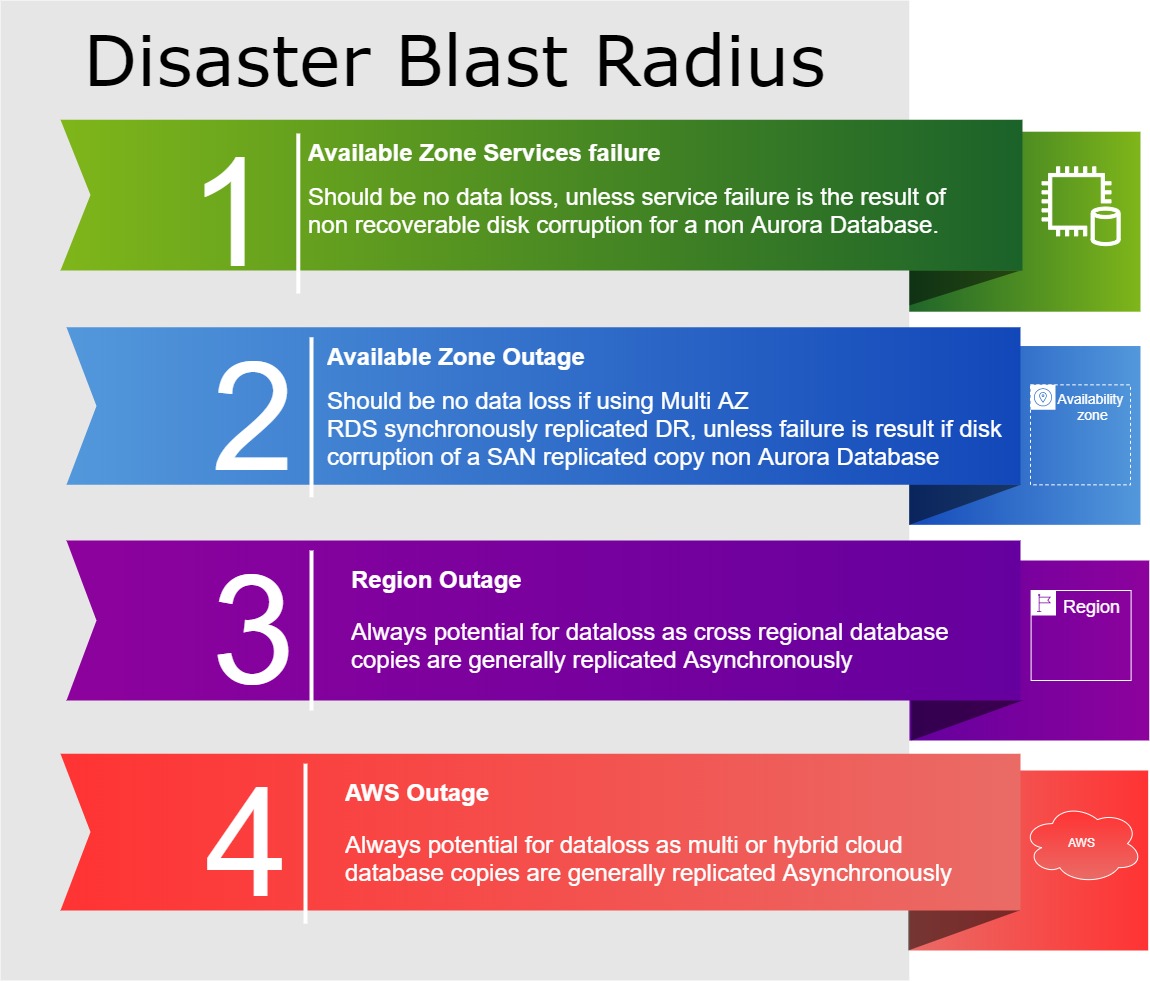 Disaster Blast Radius
1
Available Zone Services failure
Should be no data loss, unless service failure is the result of
non recoverable disk corruption for a non Aurora Database.
2
Available Zone Outage
Should be no data loss if using Multi AZ
RDS synchronously replicated DR, unless failure is result if disk
corruption of a SAN replicated copy non Aurora Database
Availability
zone
3
Region Outage
Always potential for dataloss as cross regional database
copies are generally replicated Asynchronously
Region
4
AWS Outage
Always potential for dataloss as multi or hybrid cloud
database copies are generally replicated Asynchronously
AWS